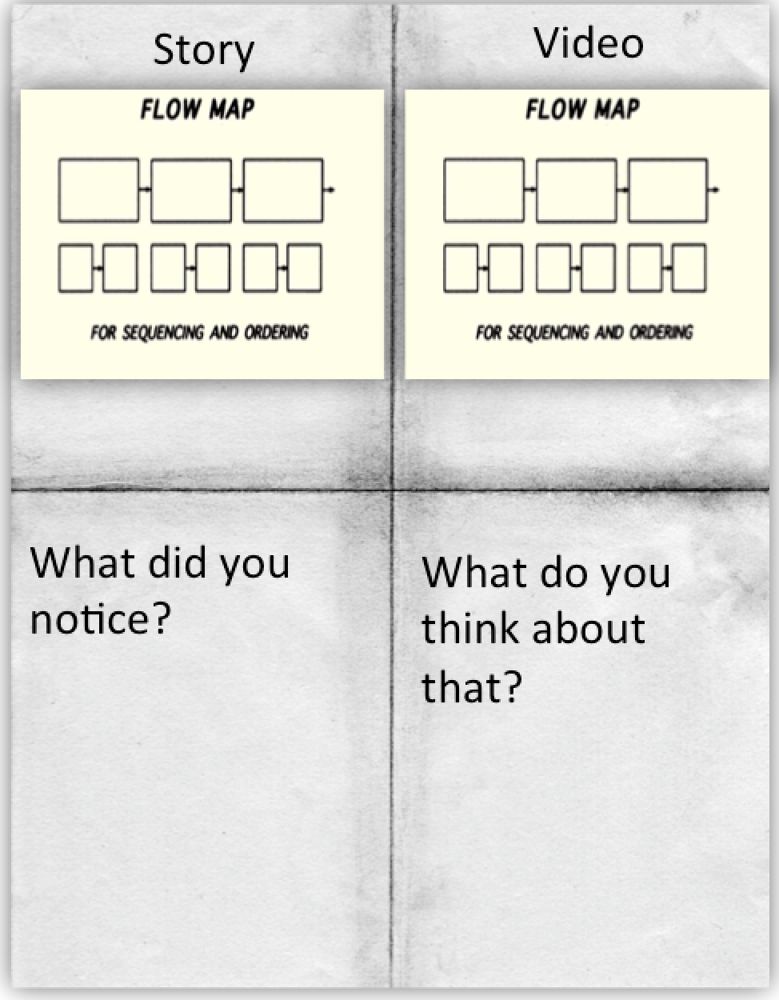 Story
FLOW MAP
FOR SEQUENCING AND ORDERING
Video
FLOW MAP
FOR SEQUENCING AND ORDERING
What did you
notice?
What do you
think about
that?